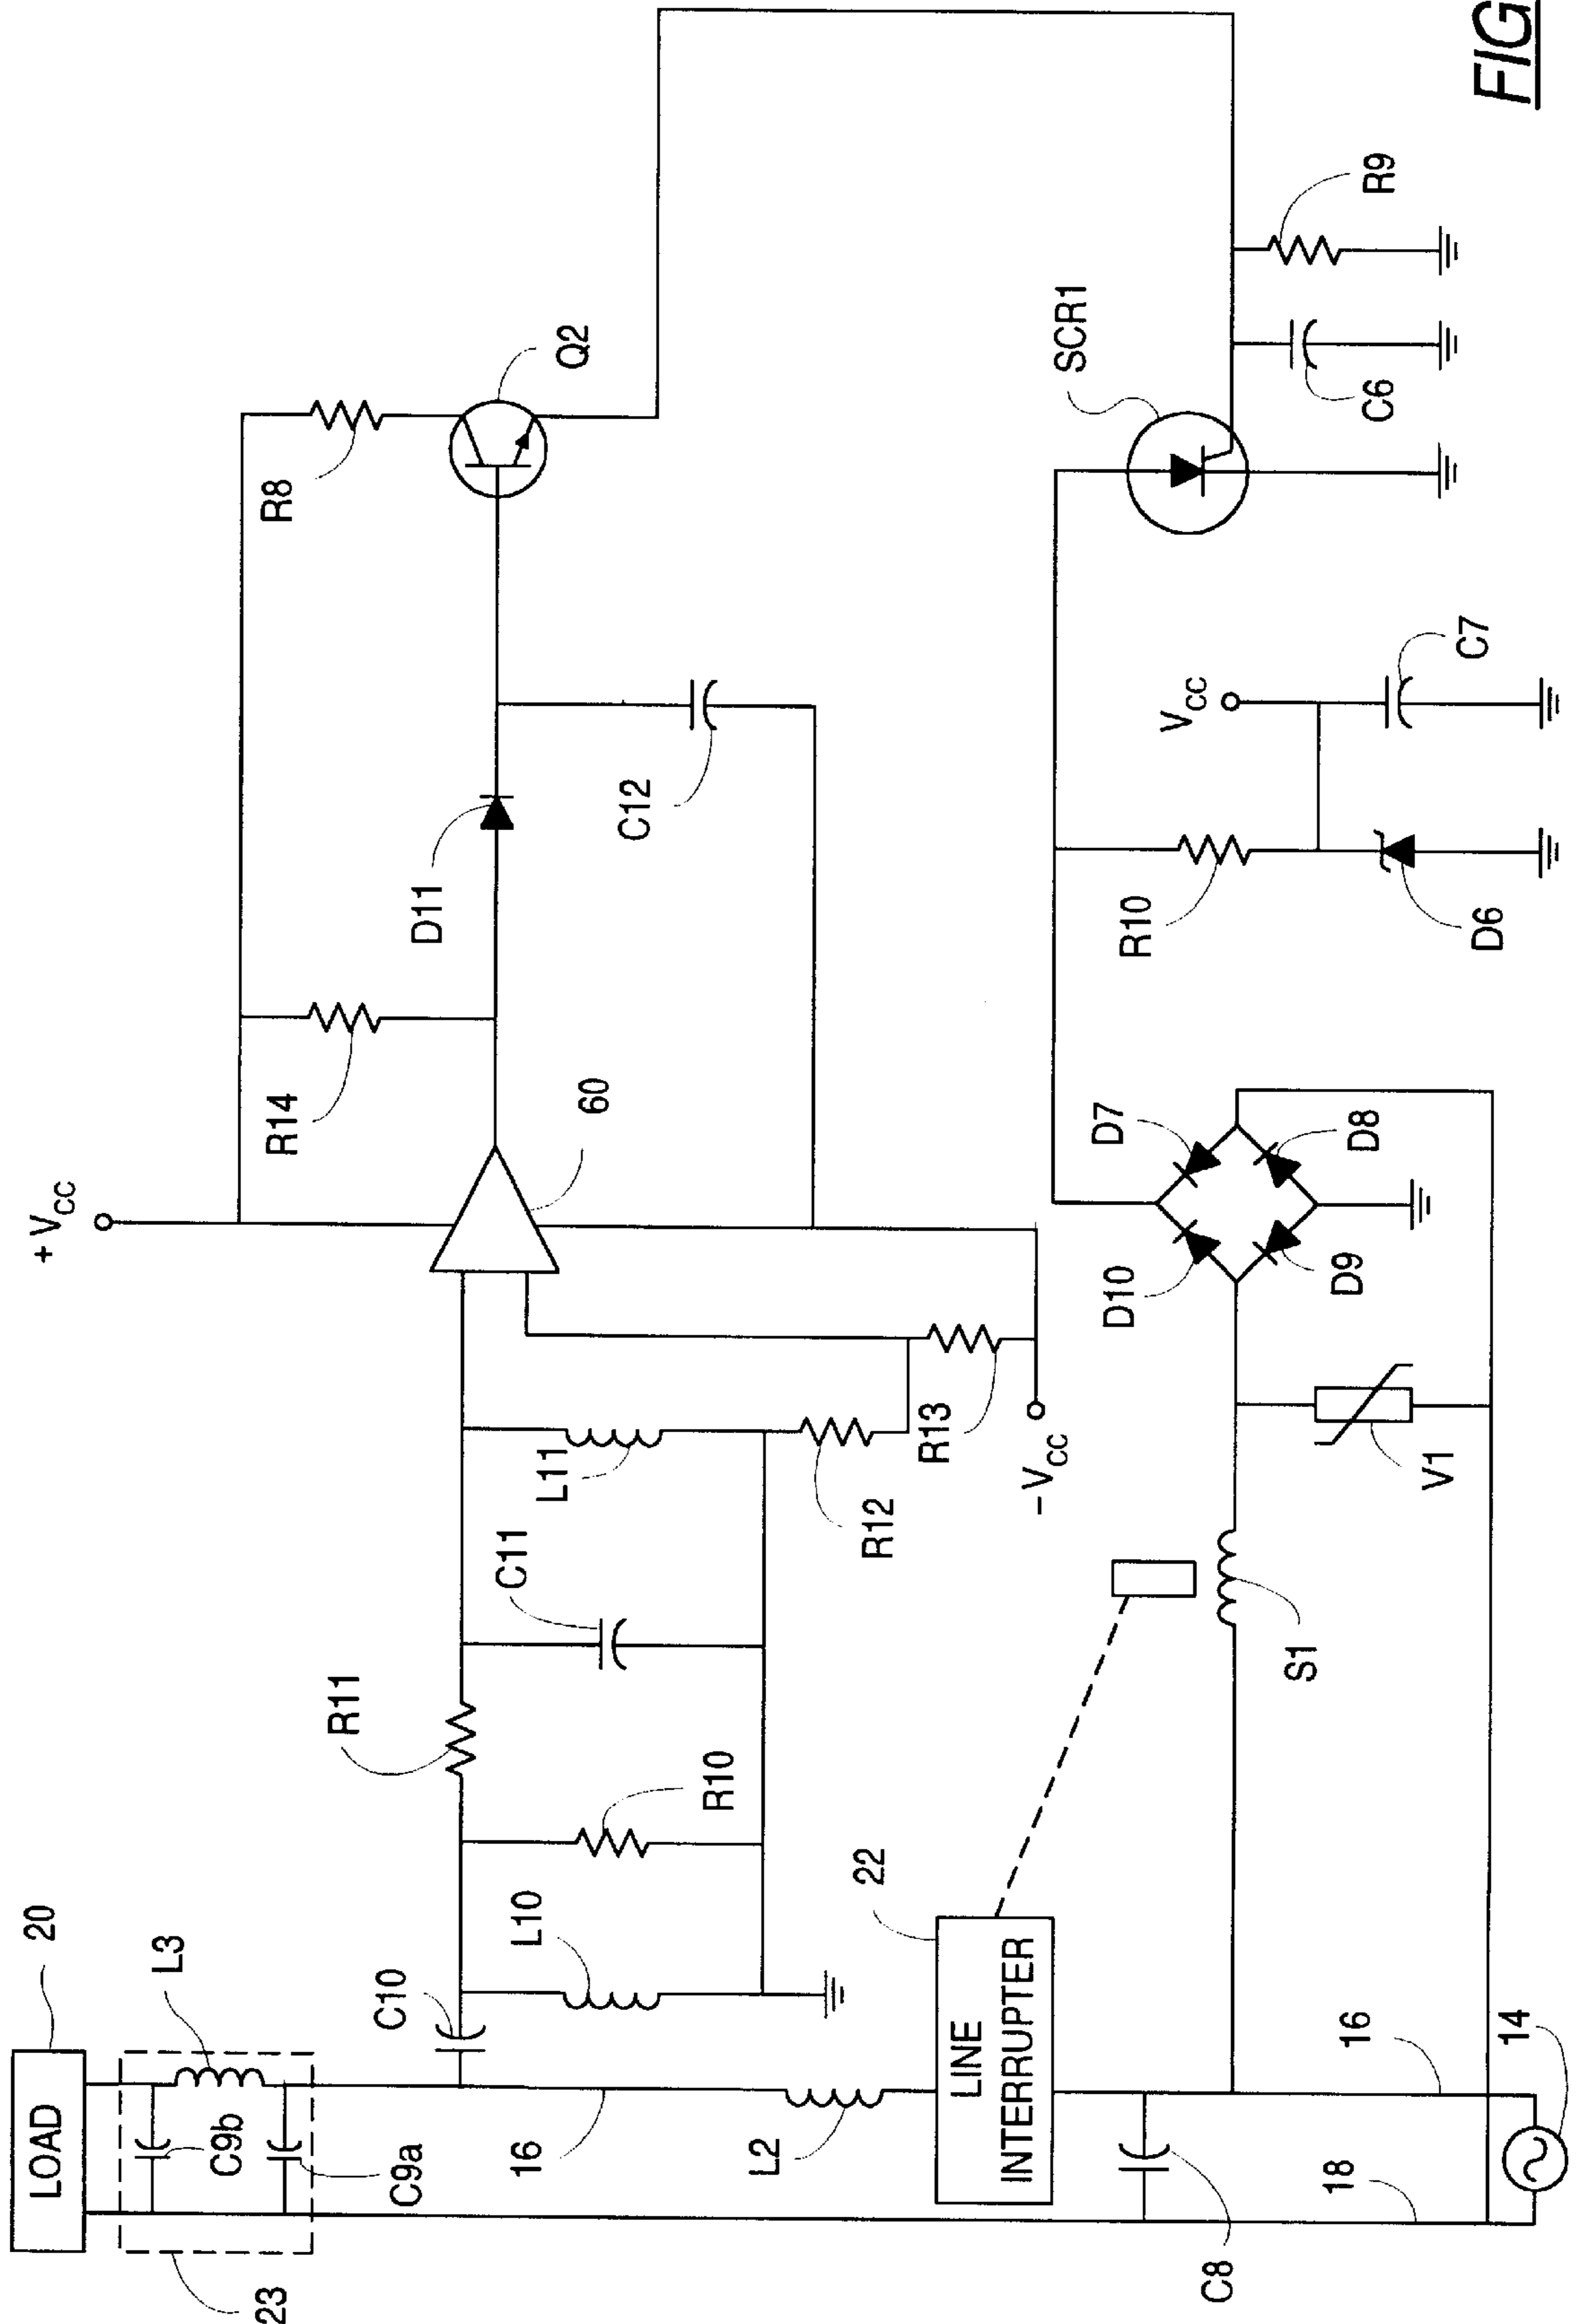 FIG
20
LOAD
L3
C9b
C9a
23
C10
16
L10
R10
R11
C11
L11
R12
R13
-VCC
+VCC
60
R14
R8
D11
C12
Q2
L2
22
LINE
INTERRUPTER
C8
16
18
14
S1
V1
D10
D7
D9
D8
R10
D6
VCC
C7
SCR1
C6
R9